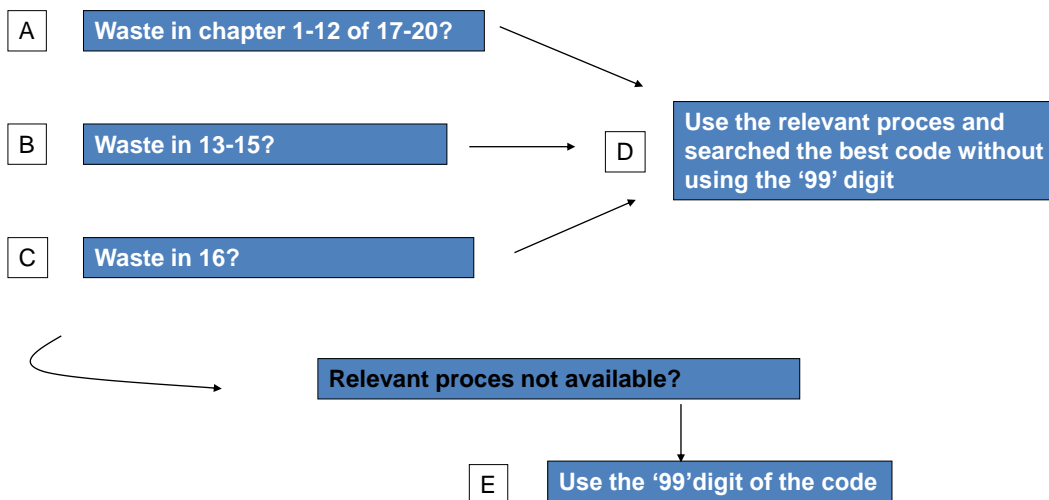 A
Waste in chapter 1-12 of 17-20?
B
Waste in 13-15?
D
Use the relevant proces and
searched the best code without
using the ‘99’ digit
C
Waste in 16?
Relevant proces not available?
E
Use the ‘99’digit of the code